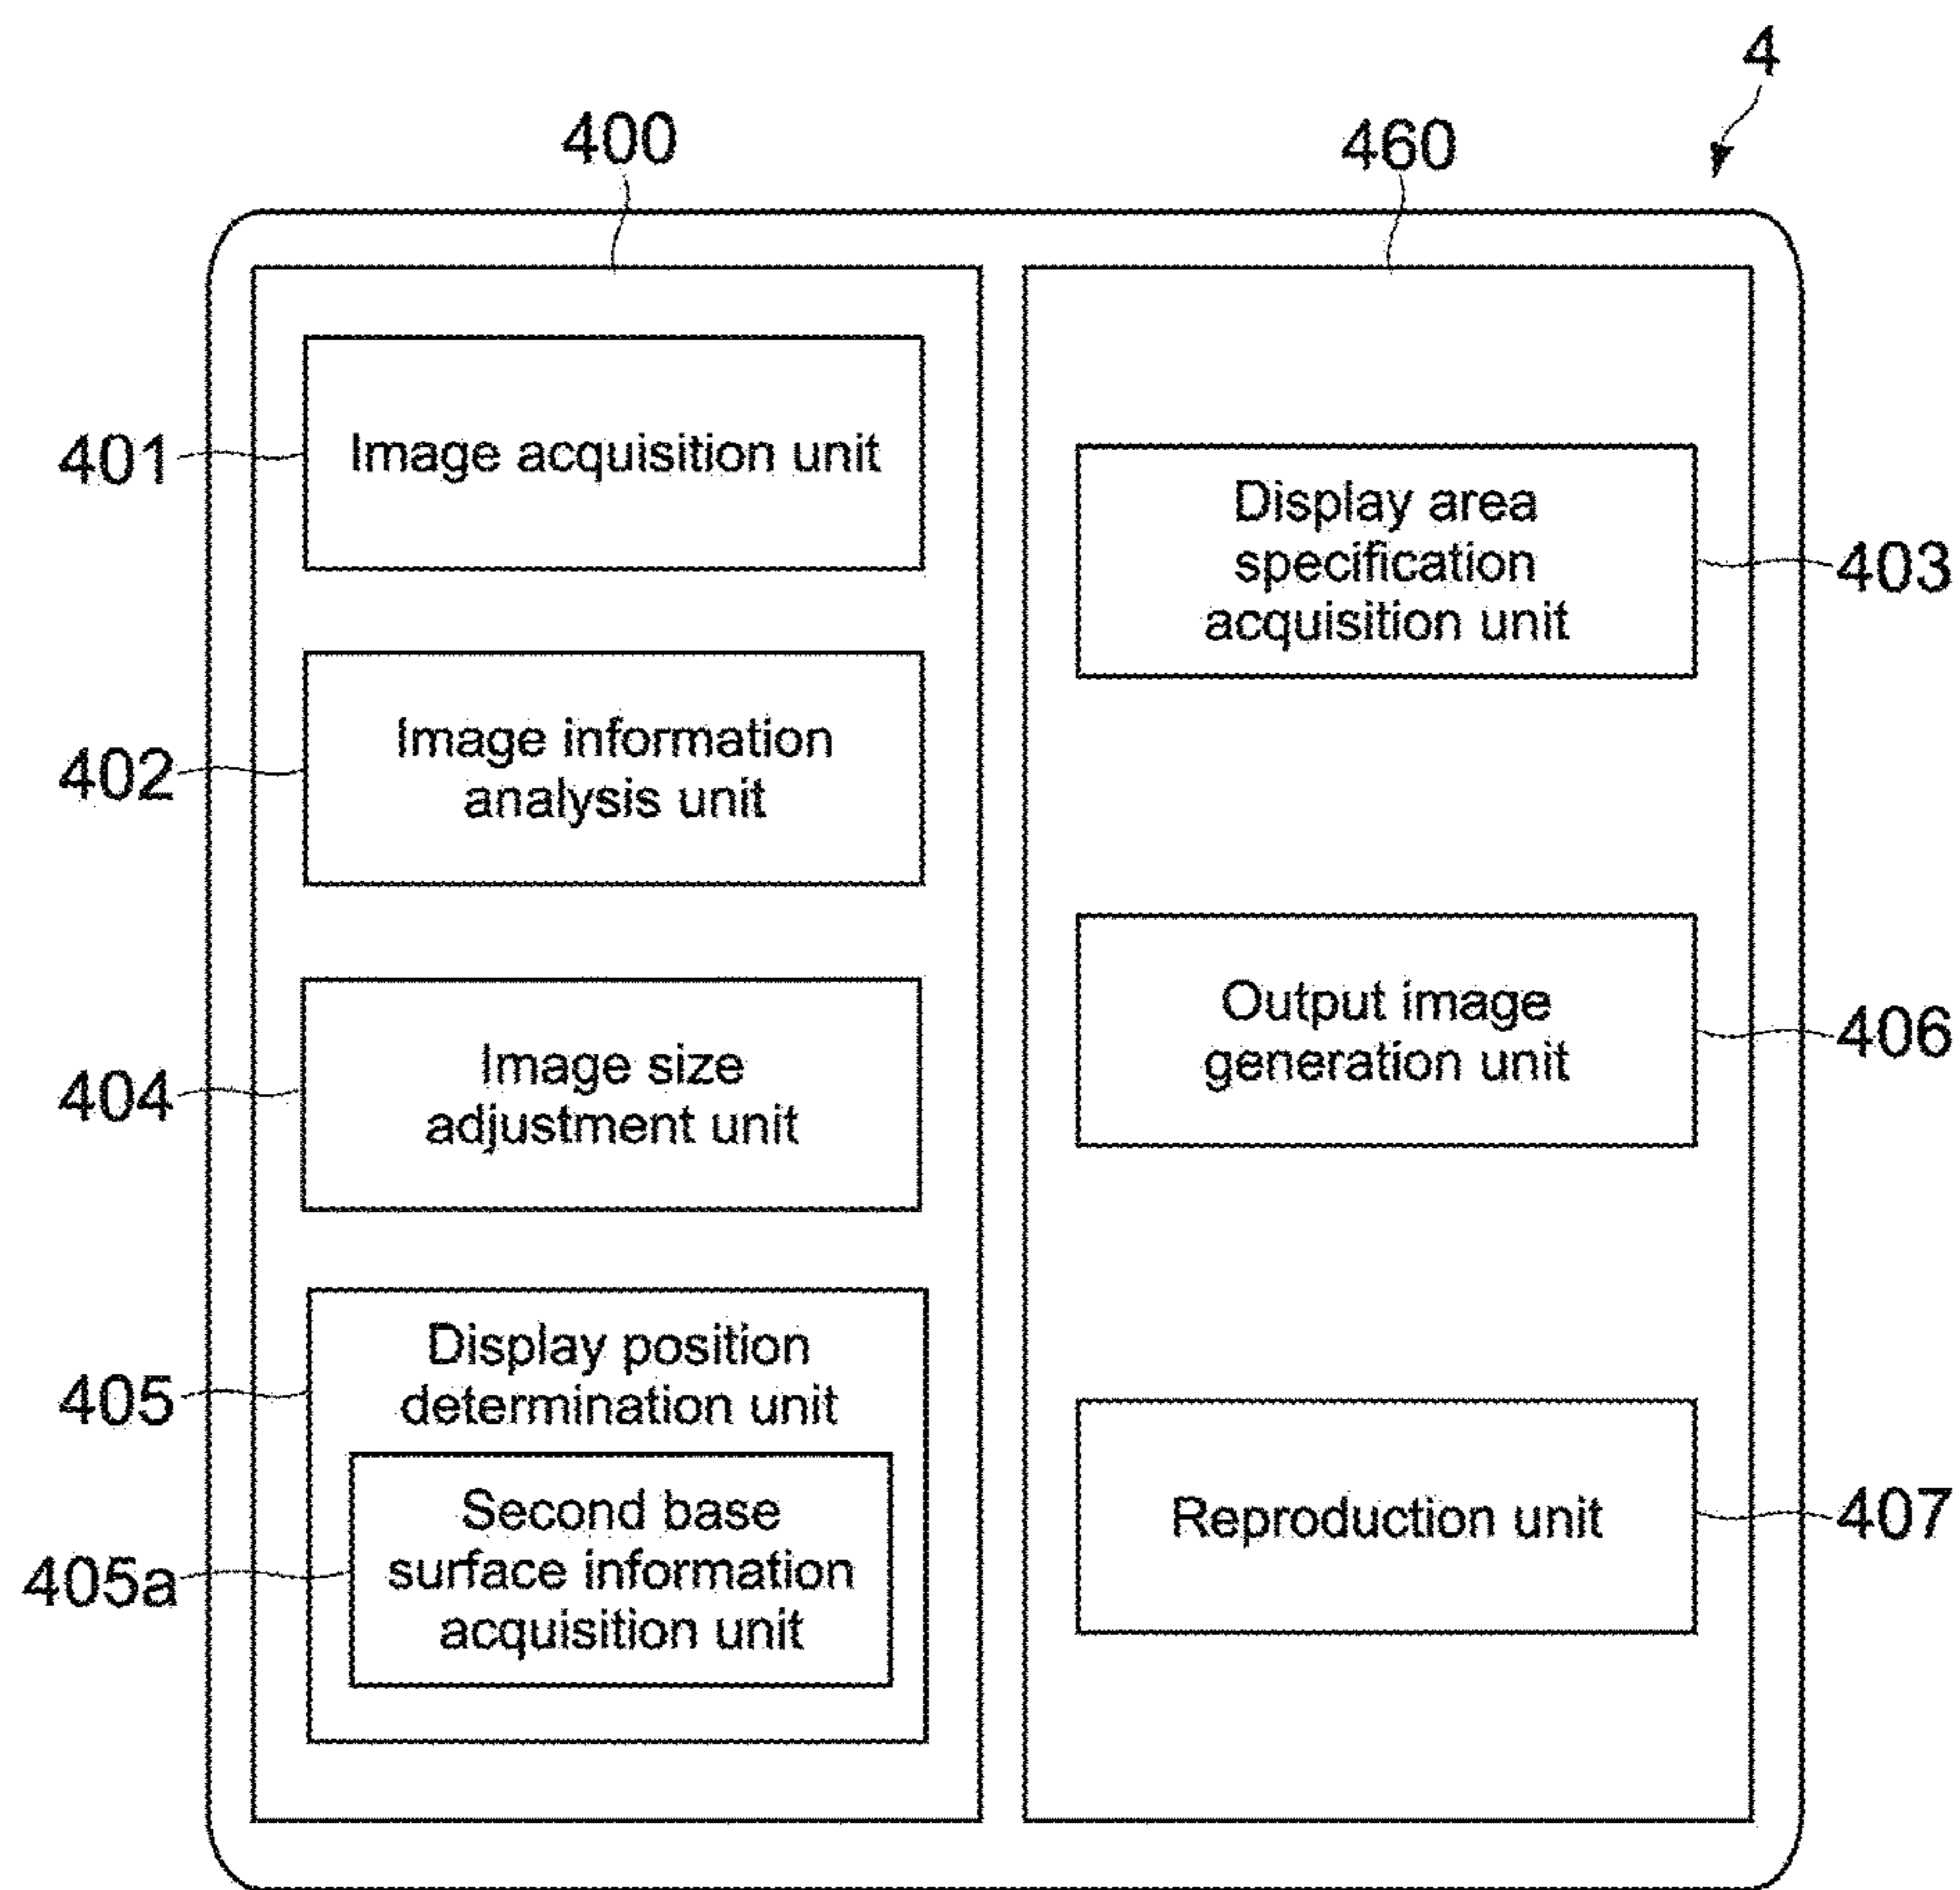 4
400
460
401
Image acquisition unit
Display area
specification
acquisition unit
403
402
Image information
analysis unit
Output image
generation unit
406
404
Image size
adjustment unit
405
Display position
determination unit
Reproduction unit
407
405a
Second base
surface information
acquisition unit